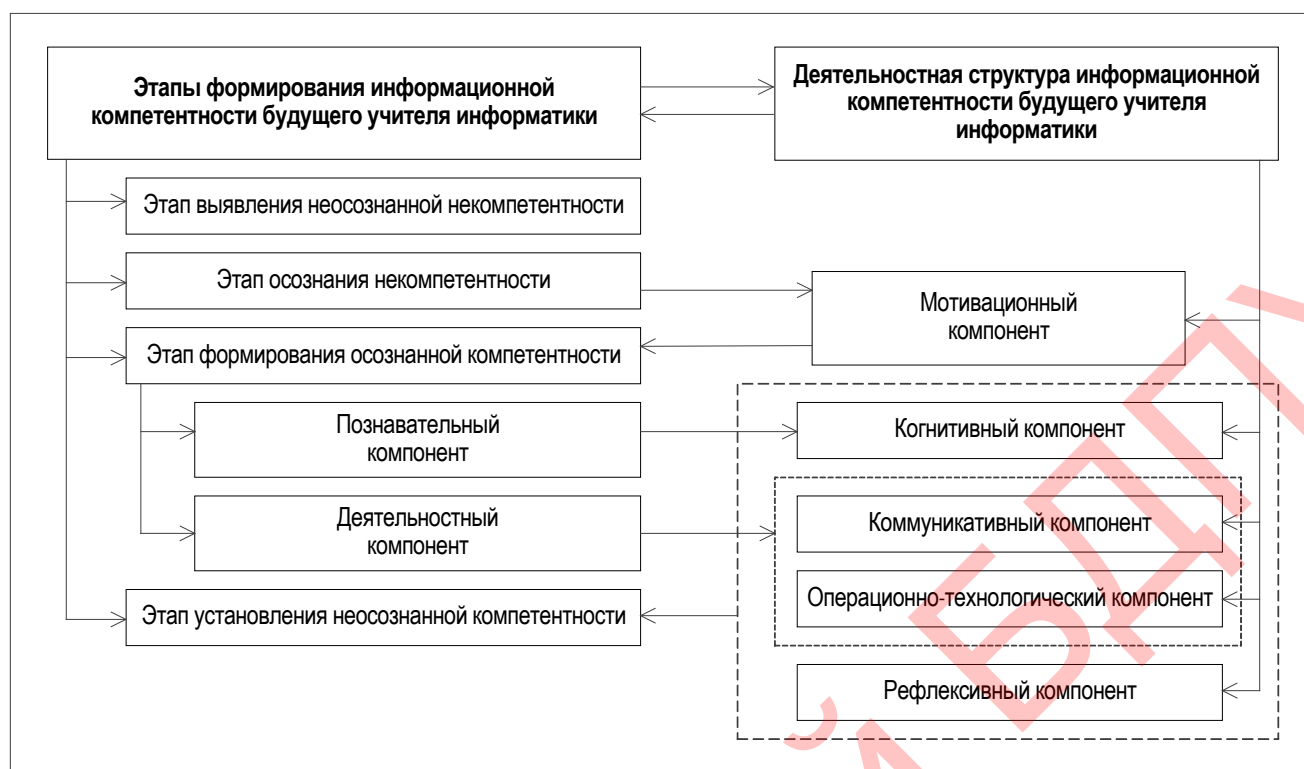 Этапы формирования информационной
компетентности будущего учителя информатики
Деятельностная структура информационной
компетентности будущего учителя
информатики
Этап выявления неосознанной некомпетентности
Этап осознания некомпетентности
Мотивационный
компонент
Этап формирования осознанной компетентности
Познавательный
компонент
Когнитивный компонент
Деятельностный
компонент
Коммуникативный компонент
Операционно-технологический компонент
Этап установления неосознанной компетентности
Рефлексивный компонент
Й БДПУ